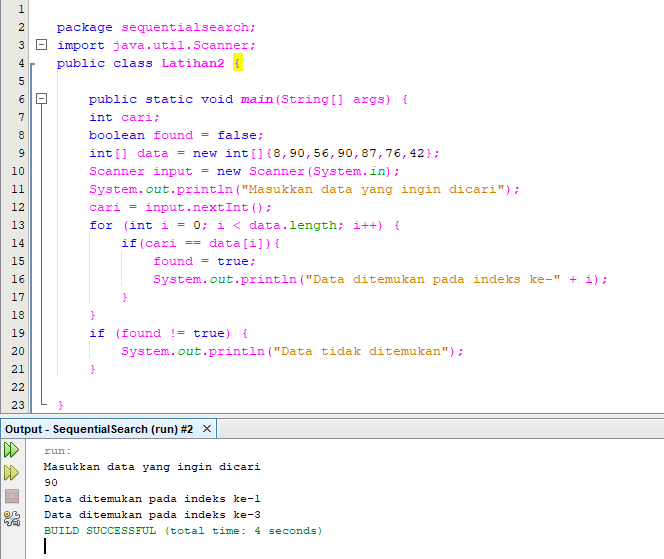 1
2 package sequentialsearch;
3 import java.util.Scanner;
4 public class Latihan2 {
5
6 public static void main(String[] args) {
7 int cari;
8 boolean found = false;
9 int[] data = new int[]{8,90,56,90,87,76,42};
10 Scanner input = new Scanner(System.in);
11 System.out.println("Masukkan data yang ingin dicari");
12 cari = input.nextInt();
13 for (int i = 0; i < data.length; i++) {
14 if(cari == data[i]){
15 found = true;
16 System.out.println("Data ditemukan pada indeks ke-" + i);
17 }
18 }
19 if (found != true) {
20 System.out.println("Data tidak ditemukan");
21 }
22
23 }
Output - SequentialSearch (run) #2 ×
run:
Masukkan data yang ingin dicari
90
Data ditemukan pada indeks ke-1
Data ditemukan pada indeks ke-3
BUILD SUCCESSFUL (total time: 4 seconds)